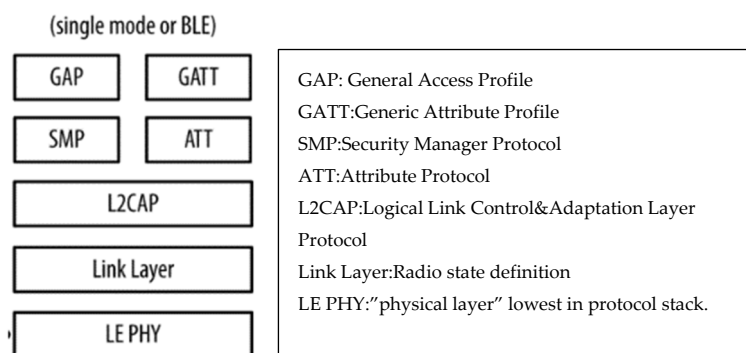 (single mode or BLE)
GAP
GATT
SMP
ATT
L2CAP
Link Layer
LE PHY
GAP: General Access Profile
GATT:Generic Attribute Profile
SMP:Security Manager Protocol
ATT:Attribute Protocol
L2CAP:Logical Link Control&Adaptation Layer
Protocol
Link Layer:Radio state definition
LE PHY:”physical layer” lowest in protocol stack.